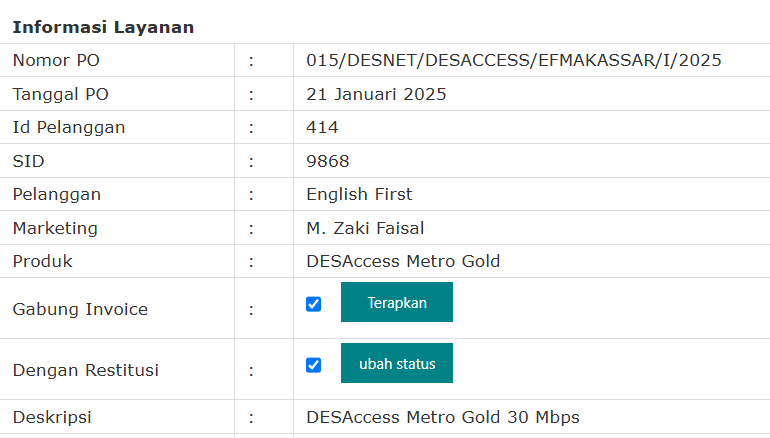 Informasi Layanan
Nomor PO : 015/DESNET/DESACCESS/EFMAKASSAR/I/2025
Tanggal PO : 21 Januari 2025
Id Pelanggan : 414
SID : 9868
Pelanggan : English First
Marketing : M. Zaki Faisal
Produk : DESAccess Metro Gold
Gabung Invoice : Terapkan
Dengan Restitusi : ubah status
Deskripsi : DESAccess Metro Gold 30 Mbps